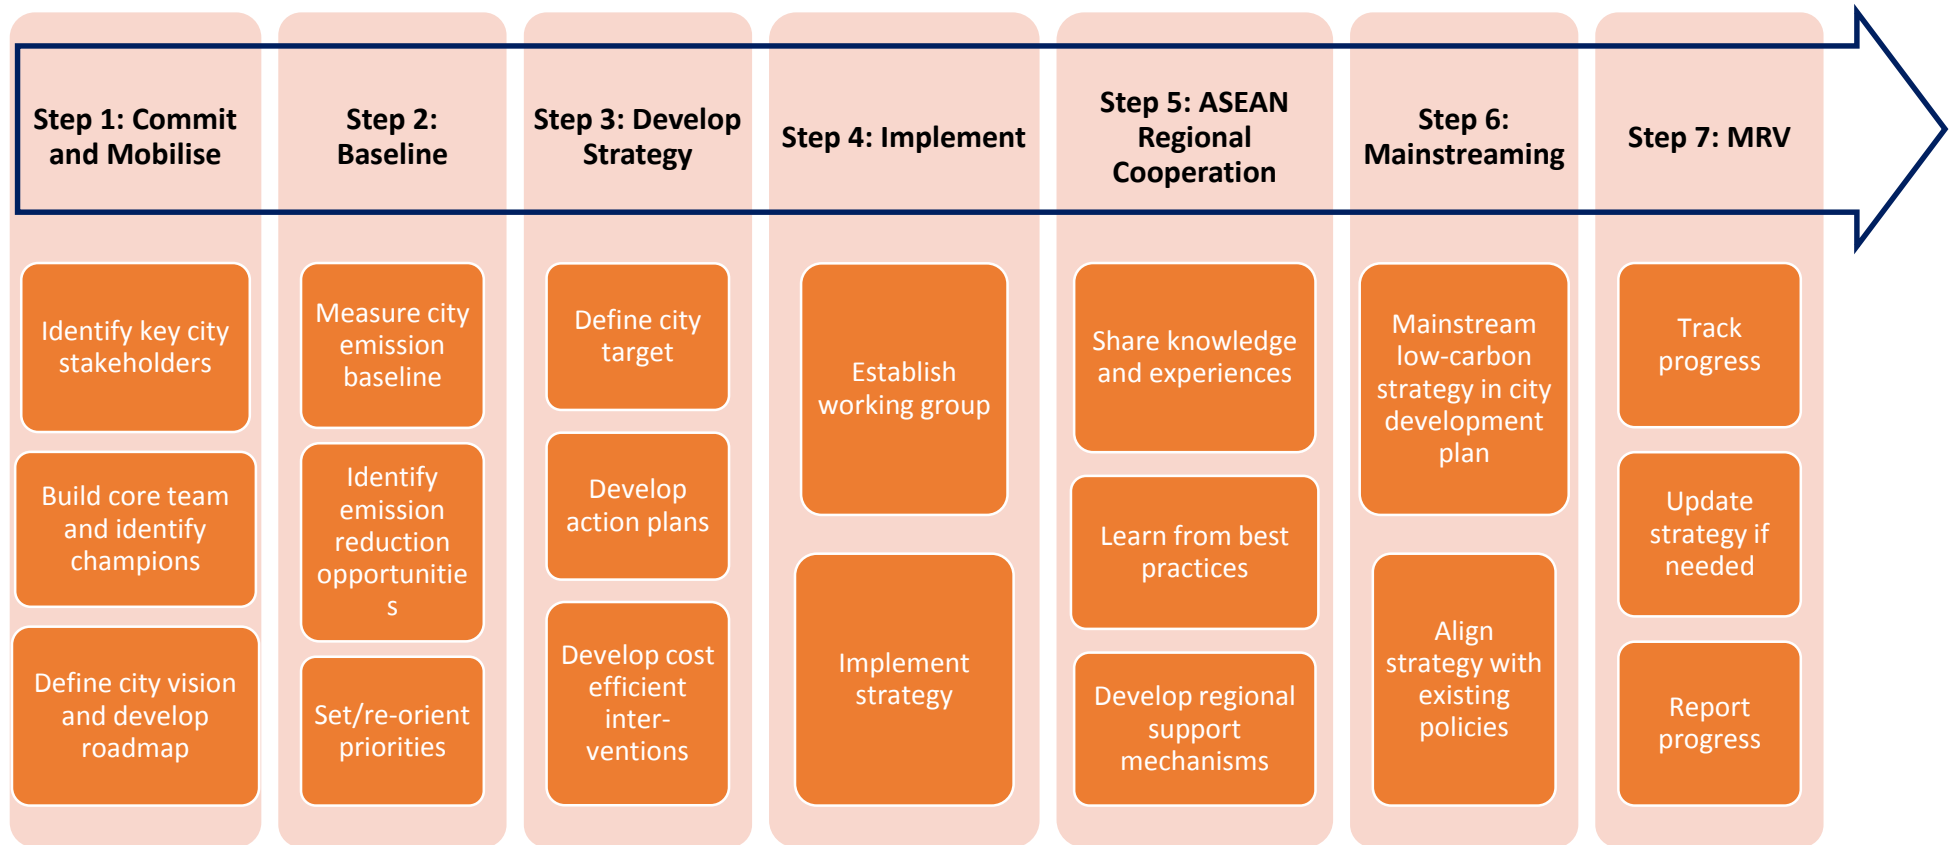 Step 1: Commit
and Mobilise
Identify key city
stakeholders
Build core team
and identify
champions
Define city vision
and develop
roadmap
Step 2:
Baseline
Measure city
emission
baseline
Identify
emission
reduction
opportunitie
s
Set/re-orient
priorities
Step 3: Develop
Strategy
Define city
target
Develop
action plans
Develop cost
efficient
inter-
ventions
Step 4: Implement
Establish
working group
Implement
strategy
Step 5: ASEAN
Regional
Cooperation
Share knowledge
and experiences
Learn from best
practices
Develop regional
support
mechanisms
Step 6:
Mainstreaming
Mainstream
low-carbon
strategy in city
development
plan
Align
strategy with
existing
policies
Step 7: MRV
Track
progress
Update
strategy if
needed
Report
progress